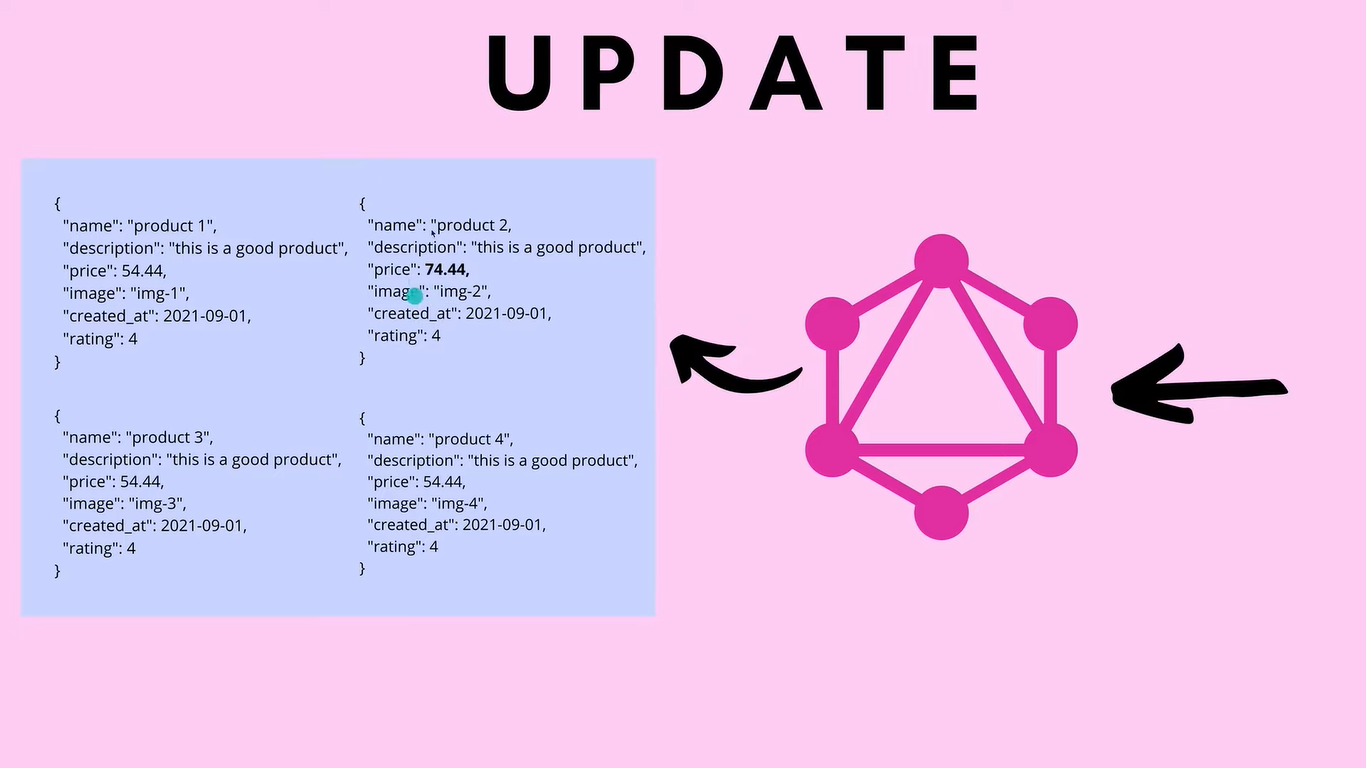 UPDATE
{
"name": "product 1",
"description": "this is a good product",
"price": 54.44,
"image": "img-1",
"created_at": 2021-09-01,
"rating": 4
}
{
"name": "product 2,
"description": "this is a good product",
"price": 74.44,
"image": "img-2",
"created_at": 2021-09-01,
"rating": 4
}
{
"name": "product 3",
"description": "this is a good product",
"price": 54.44,
"image": "img-3",
"created_at": 2021-09-01,
"rating": 4
}
{
"name": "product 4",
"description": "this is a good product",
"price": 54.44,
"image": "img-4",
"created_at": 2021-09-01,
"rating": 4
}